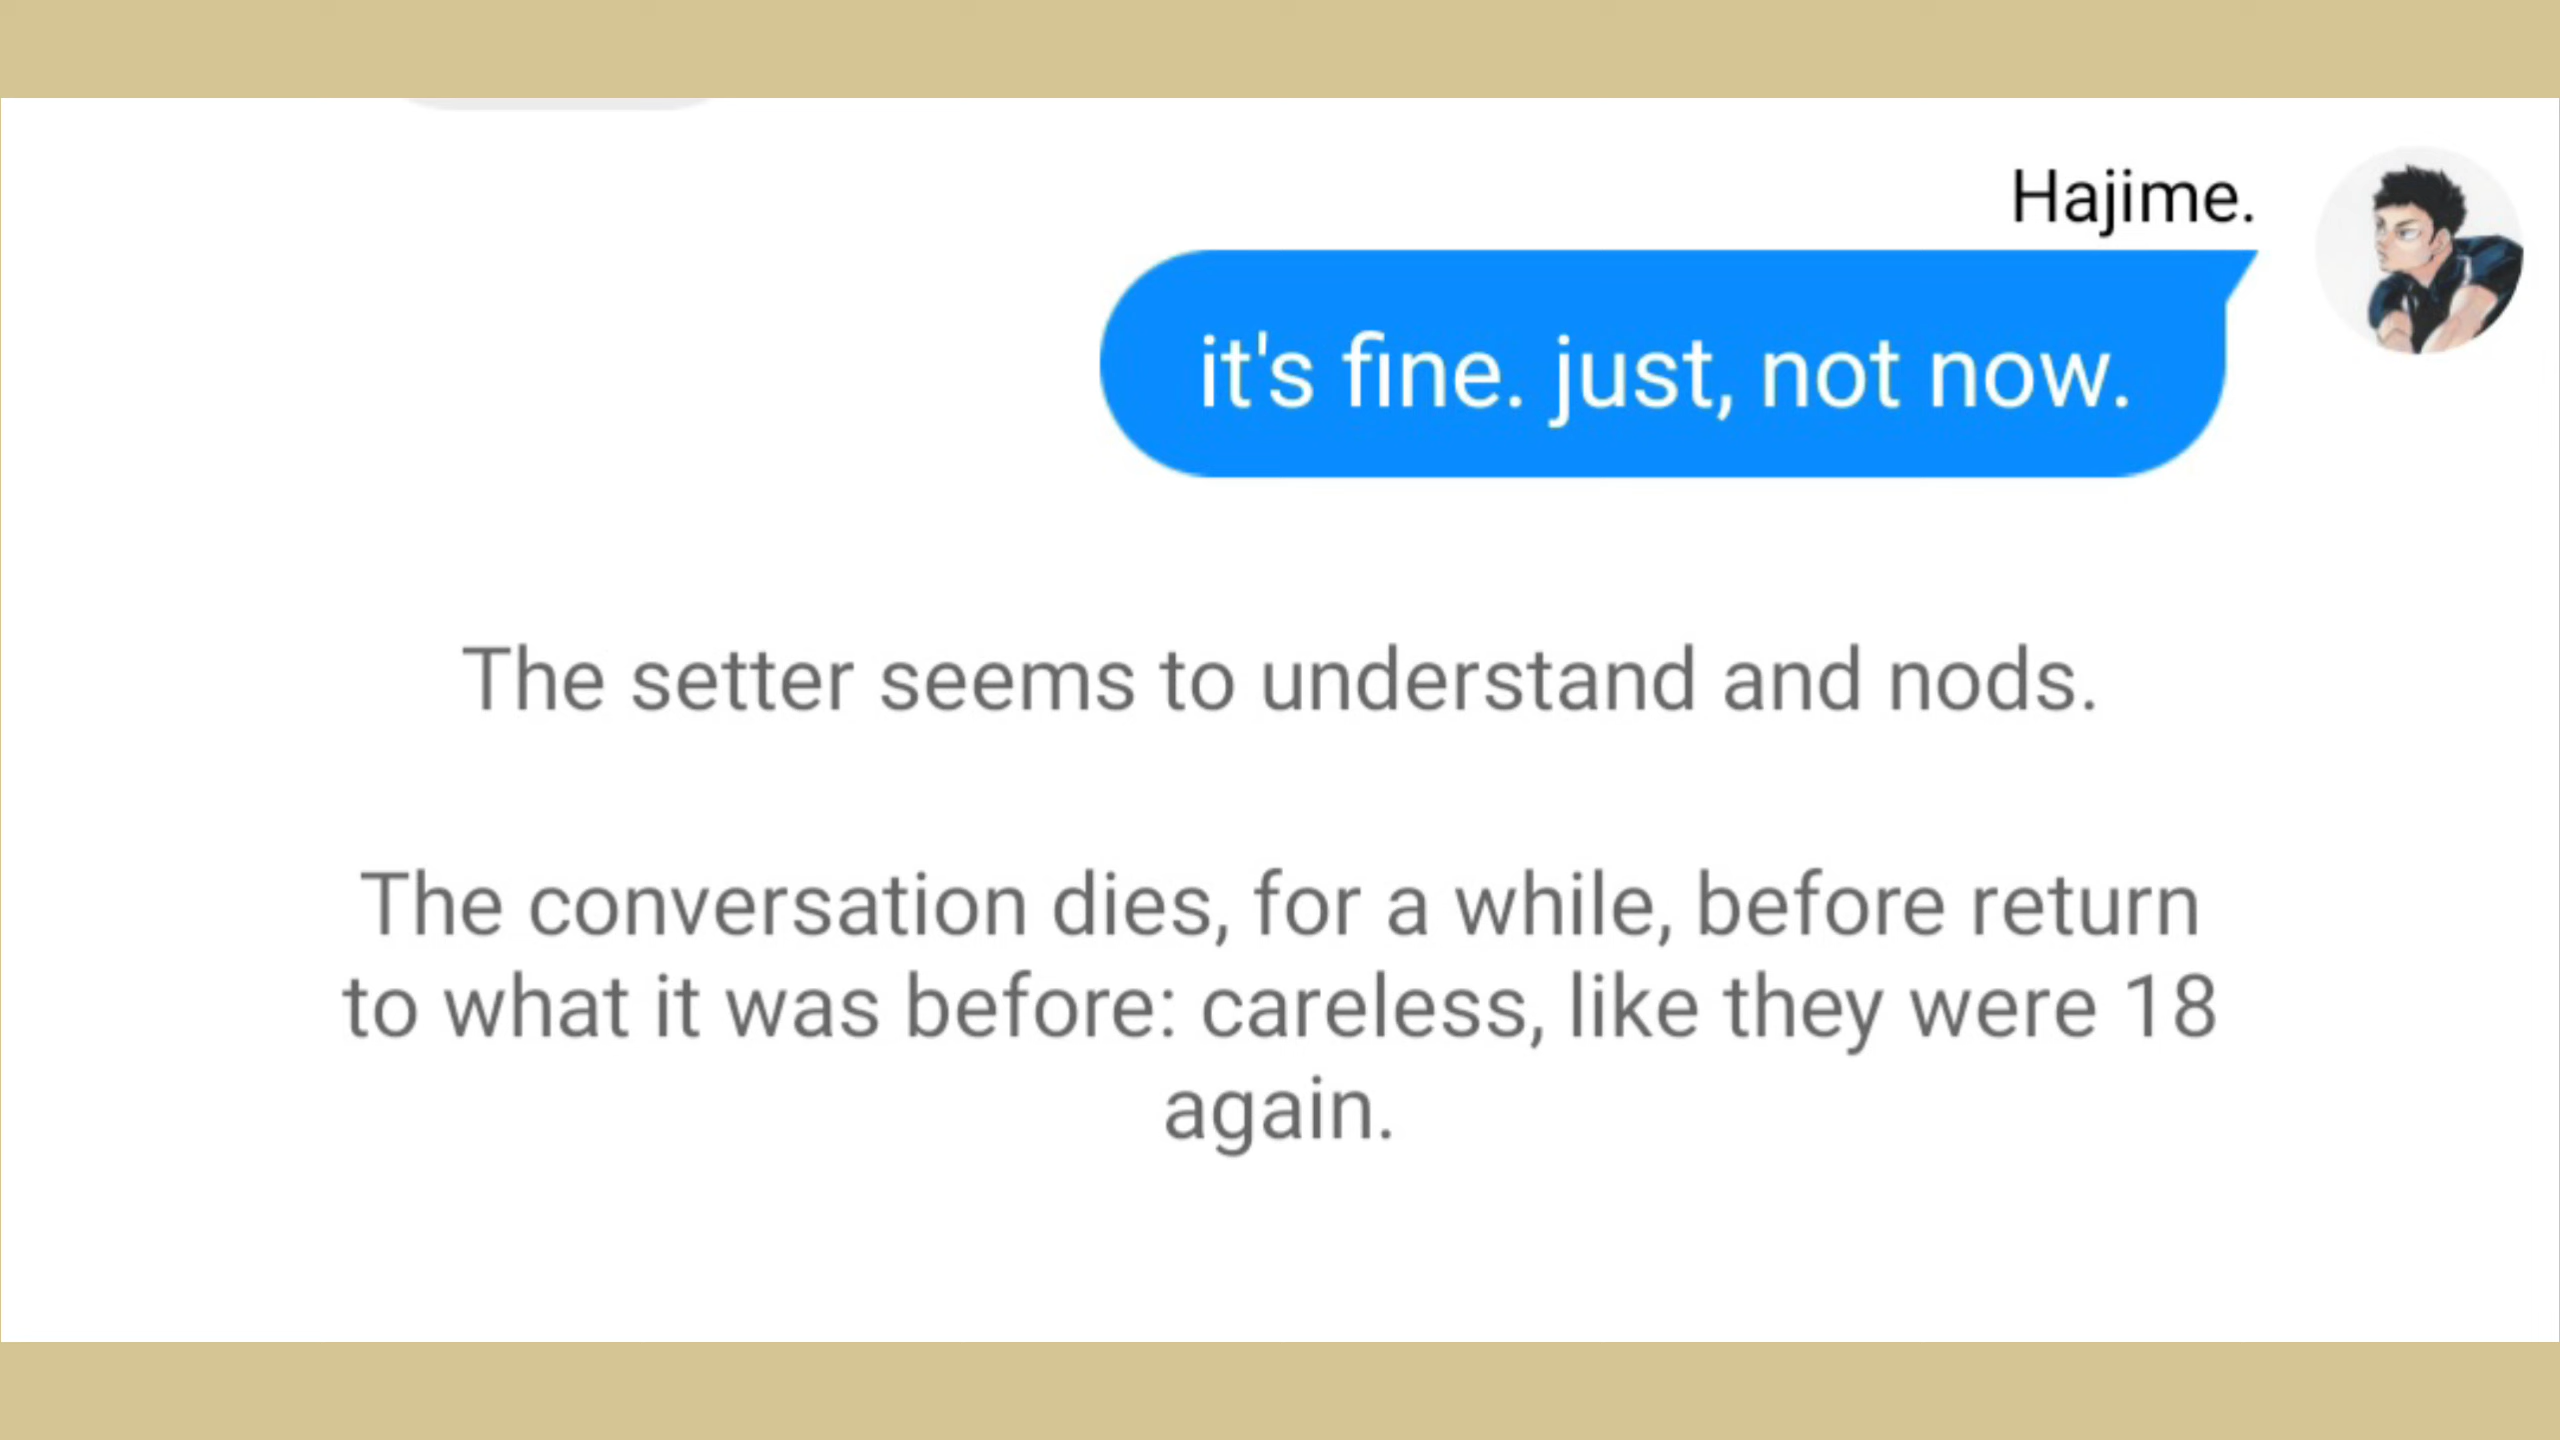 Hajime.
it's fine. just, not now.
The setter seems to understand and nods.
The conversation dies, for a while, before return
to what it was before: careless, like they were 18
again.